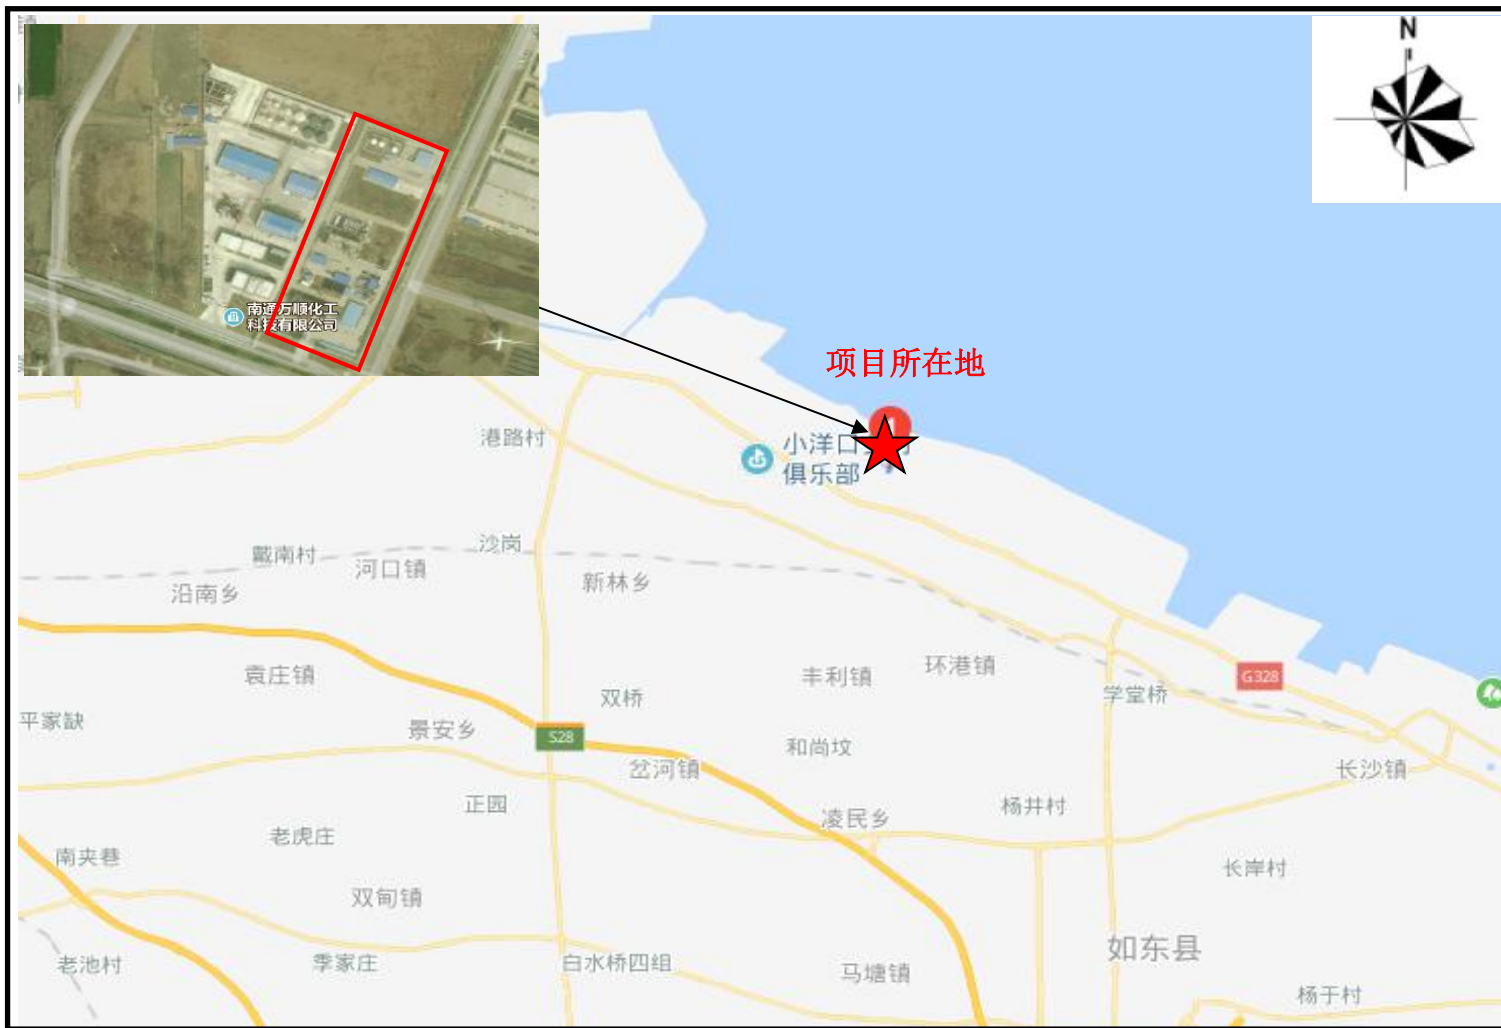 N
南通万顺化工
科技有限公司
项目所在地
港路村
小洋口
俱乐部
沙岗
戴南村
河口镇
新林乡
沿南乡
环港镇
袁庄镇
丰利镇
G328
双桥
学堂桥
平家缺
景安乡
S28
和尚坟
岔河镇
长沙镇
正园
杨井村
凌民乡
老虎庄
南夹巷
长岸村
双甸镇
如东县
老池村
季家庄
白水桥四组
马塘镇
杨于村